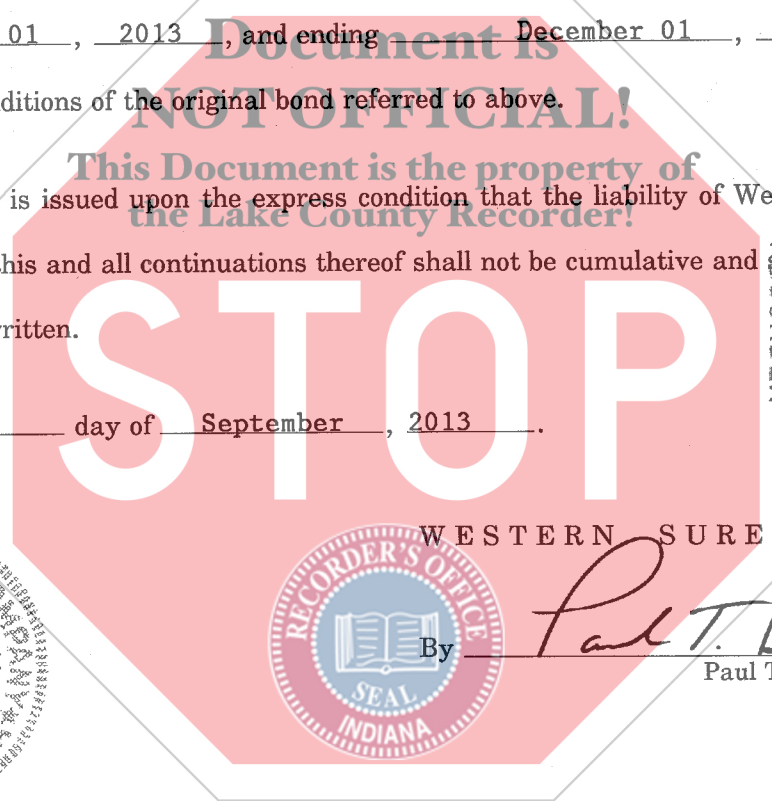 01 , 2013 , and ending December 01 ,
Document is
ditions of the original bond referred to above.
NOT OFFICIAL!
This Document is the property of
is issued upon the express condition that the liability of We
the Lake County Recorder!
his and all continuations thereof shall not be cumulative and
ritten.
STOP
day of September , 2013 .
WESTERN SURE
RECORDER'S OFFICE
SEAL
INDIANA
By Paul T.
Paul T